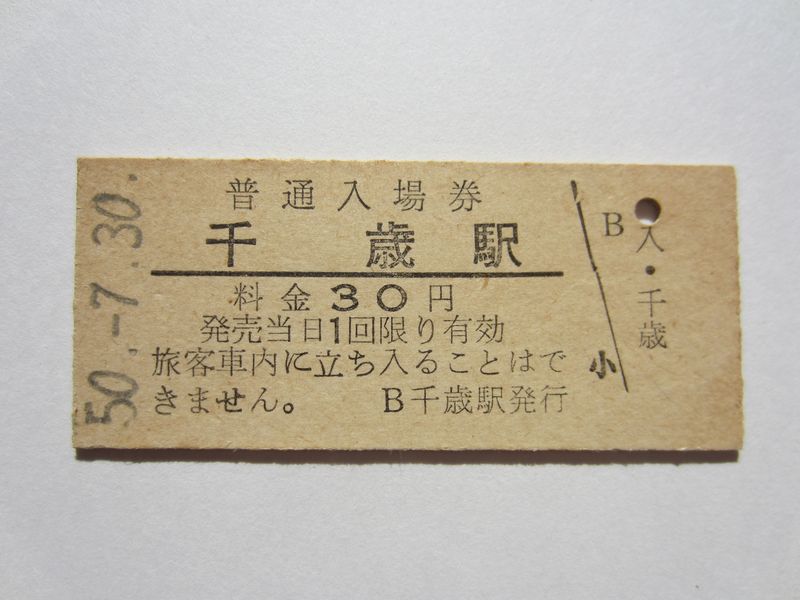 50.-7.30.
普通入場券
千歳駅
料金30円
発売当日1回限り有効
旅客車内に立ち入ることはで
きません。 B千歳駅発行
小
B
入・千歳